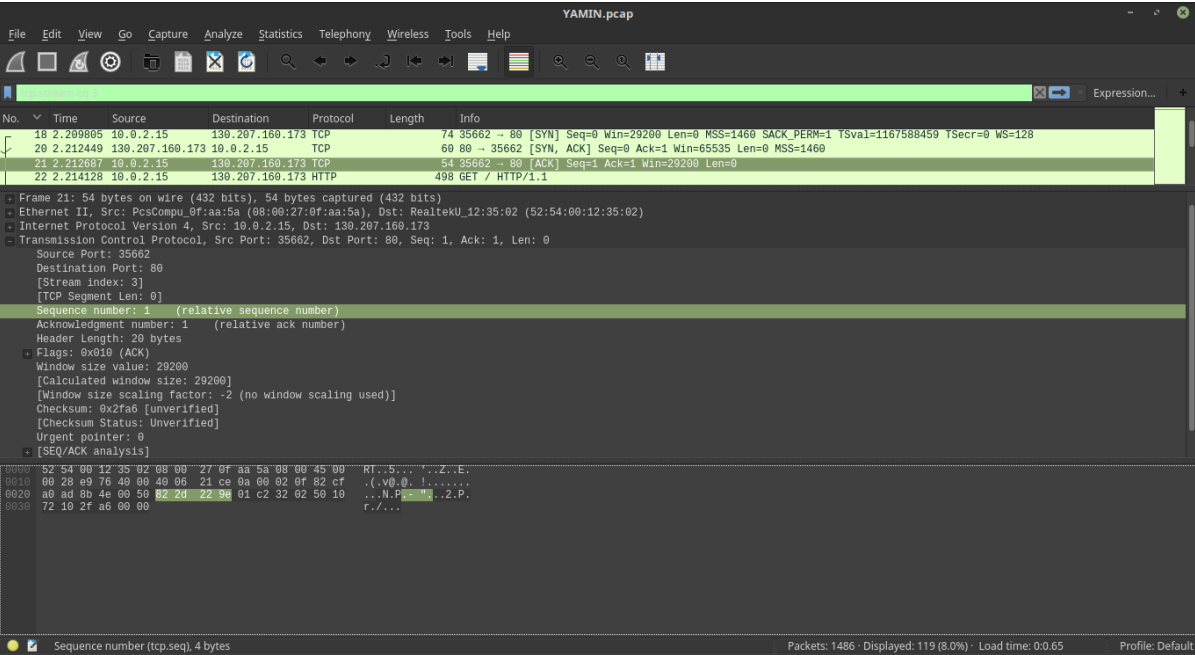 YAMIN.pcap
File Edit View Go Capture Analyze Statistics Telephony Wireless Tools Help
tcp.stream eq 3
Expression... +
No. Time Source Destination Protocol Length Info
18 2.209805 10.0.2.15 130.207.160.173 TCP 74 35662 → 80 [SYN] Seq=0 Win=29200 Len=0 MSS=1460 SACK_PERM=1 TSval=1167588459 TSecr=0 WS=128
20 2.212449 130.207.160.173 10.0.2.15 TCP 60 80 → 35662 [SYN, ACK] Seq=0 Ack=1 Win=65535 Len=0 MSS=1460
21 2.212687 10.0.2.15 130.207.160.173 TCP 54 35662 → 80 [ACK] Seq=1 Ack=1 Win=29200 Len=0
22 2.214128 10.0.2.15 130.207.160.173 HTTP 498 GET / HTTP/1.1
Frame 21: 54 bytes on wire (432 bits), 54 bytes captured (432 bits)
Ethernet II, Src: PcsCompu_0f:aa:5a (08:00:27:0f:aa:5a), Dst: RealtekU_12:35:02 (52:54:00:12:35:02)
Internet Protocol Version 4, Src: 10.0.2.15, Dst: 130.207.160.173
Transmission Control Protocol, Src Port: 35662, Dst Port: 80, Seq: 1, Ack: 1, Len: 0
Source Port: 35662
Destination Port: 80
[Stream index: 3]
[TCP Segment Len: 0]
Sequence number: 1 (relative sequence number)
Acknowledgment number: 1 (relative ack number)
Header Length: 20 bytes
Flags: 0x010 (ACK)
Window size value: 29200
[Calculated window size: 29200]
[Window size scaling factor: -2 (no window scaling used)]
Checksum: 0x2fa6 [unverified]
[Checksum Status: Unverified]
Urgent pointer: 0
[SEQ/ACK analysis]
0000 52 54 00 12 35 02 08 00 27 0f aa 5a 08 00 45 00 RT..5... '..Z..E.
0010 00 28 e9 76 40 00 40 06 21 ce 0a 00 02 0f 82 cf .(.v@.@. !.......
0020 a0 ad 8b 4e 00 50 82 2d 22 9e 01 c2 32 02 50 10 ...N.P.- "...2.P.
0030 72 10 2f a6 00 00 r./...
Sequence number (tcp.seq), 4 bytes
Packets: 1486 · Displayed: 119 (8.0%) · Load time: 0:0.65
Profile: Default